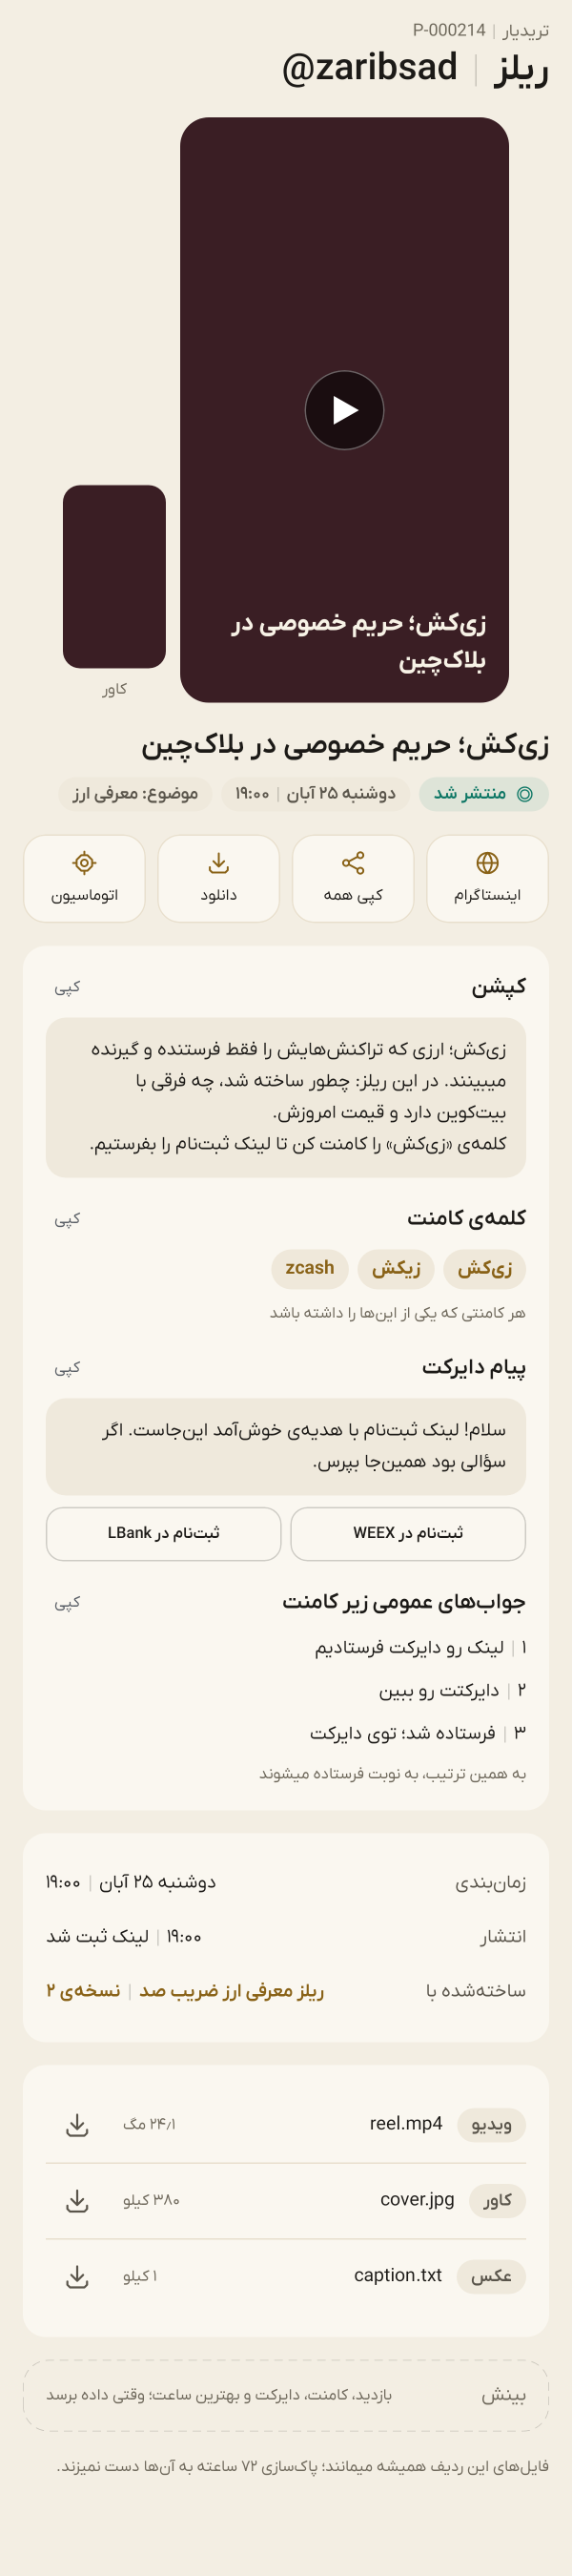 تریدیار | P-000214
ریلز | @zaribsad
زی‌کش؛ حریم خصوصی در
بلاک‌چین
کاور
زی‌کش؛ حریم خصوصی در بلاک‌چین
منتشر شد
دوشنبه ۲۵ آبان | ۱۹:۰۰
موضوع: معرفی ارز
اینستاگرام
کپی همه
دانلود
اتوماسیون
کپشن
کپی
زی‌کش؛ ارزی که تراکنش‌هایش را فقط فرستنده و گیرنده
میبینند. در این ریلز: چطور ساخته شد، چه فرقی با
بیت‌کوین دارد و قیمت امروزش.
کلمه‌ی «زی‌کش» را کامنت کن تا لینک ثبت‌نام را بفرستیم.
کلمه‌ی کامنت
کپی
زی‌کش
زیکش
zcash
هر کامنتی که یکی از این‌ها را داشته باشد
پیام دایرکت
کپی
سلام! لینک ثبت‌نام با هدیه‌ی خوش‌آمد این‌جاست. اگر
سؤالی بود همین‌جا بپرس.
ثبت‌نام در WEEX
ثبت‌نام در LBank
جواب‌های عمومی زیر کامنت
کپی
۱ | لینک رو دایرکت فرستادیم
۲ | دایرکتت رو ببین
۳ | فرستاده شد؛ توی دایرکت
به همین ترتیب، به نوبت فرستاده میشوند
زمان‌بندی
دوشنبه ۲۵ آبان | ۱۹:۰۰
انتشار
۱۹:۰۰ | لینک ثبت شد
ساخته‌شده با
ریلز معرفی ارز ضریب صد | نسخه‌ی ۲
ویدیو
reel.mp4
۲۴٫۱ مگ
کاور
cover.jpg
۳۸۰ کیلو
عکس
caption.txt
۱ کیلو
بینش
بازدید، کامنت، دایرکت و بهترین ساعت؛ وقتی داده برسد
فایل‌های این ردیف همیشه میمانند؛ پاک‌سازی ۷۲ ساعته به آن‌ها دست نمیزند.